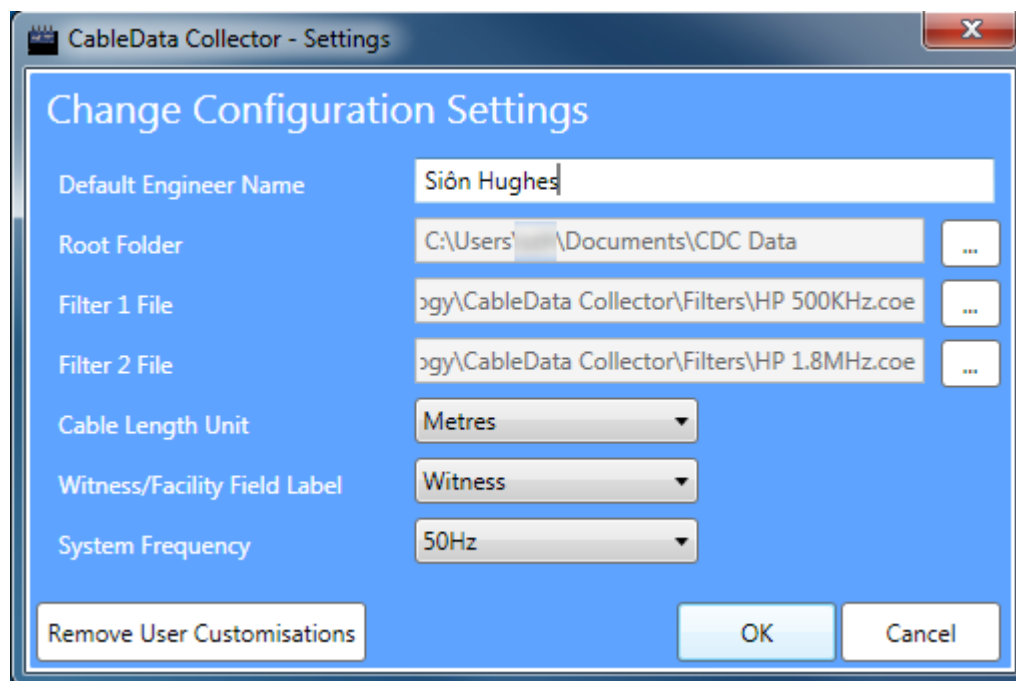 CableData Collector - Settings
Change Configuration Settings
Default Engineer Name Siôn Hughes
Root Folder C:\Users\ \Documents\CDC Data ...
Filter 1 File ogy\CableData Collector\Filters\HP 500KHz.coe ...
Filter 2 File ogy\CableData Collector\Filters\HP 1.8MHz.coe ...
Cable Length Unit Metres
Witness/Facility Field Label Witness
System Frequency 50Hz
Remove User Customisations OK Cancel